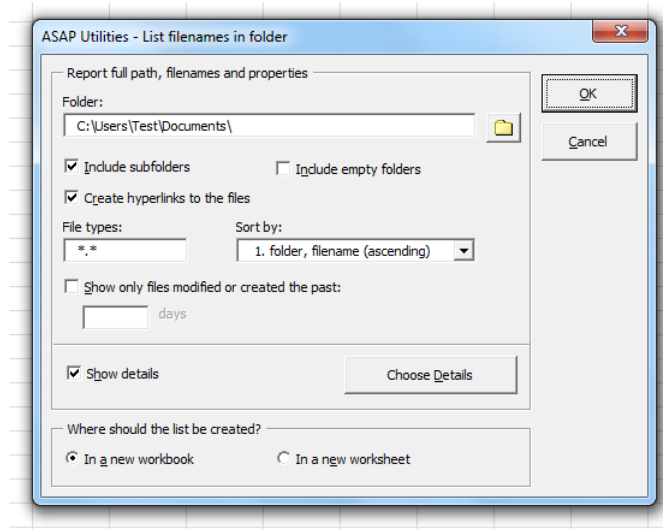 ASAP Utilities - List filenames in folder
Report full path, filenames and properties
Folder:
C:\Users\Test\Documents\
OK
Cancel
Include subfolders
Include empty folders
Create hyperlinks to the files
File types:
Sort by:
*.*
1. folder, filename (ascending)
Show only files modified or created the past:
days
Show details
Choose Details
Where should the list be created?
In a new workbook
In a new worksheet